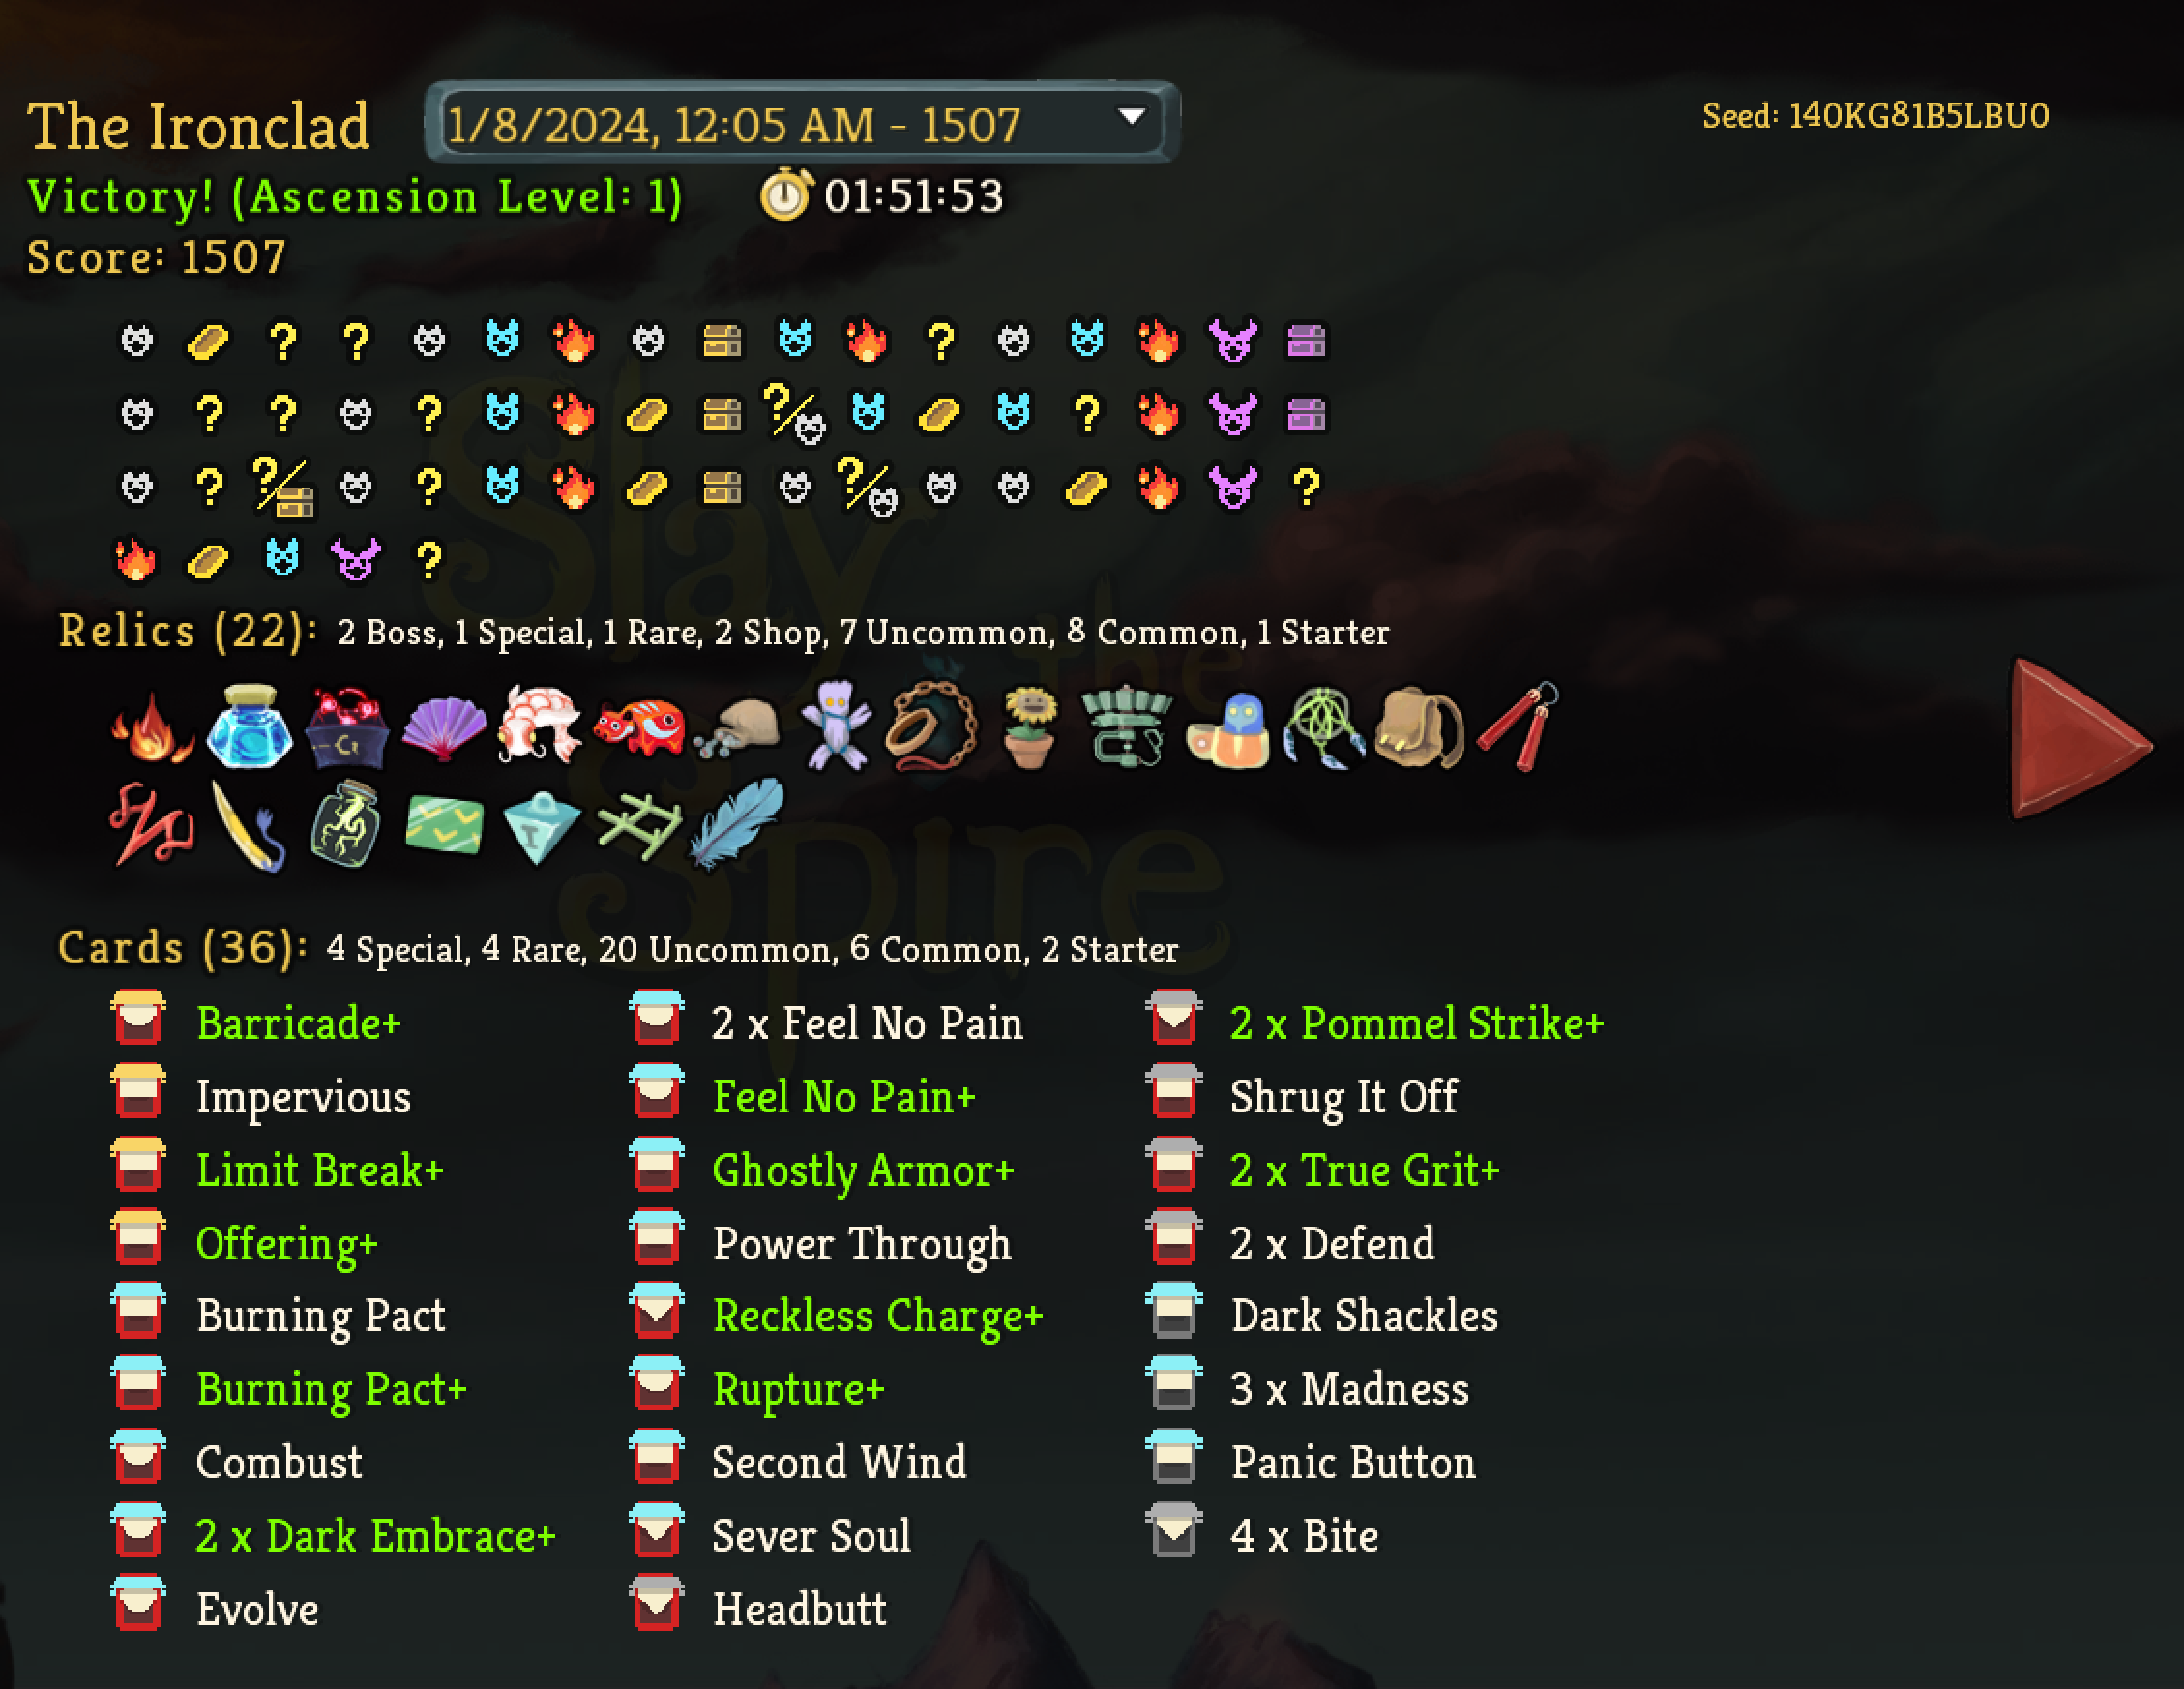 The Ironclad
1/8/2024, 12:05 AM - 1507
Seed: 140KG81B5LBU0
Victory! (Ascension Level: 1)
01:51:53
Score: 1507
Relics (22): 2 Boss, 1 Special, 1 Rare, 2 Shop, 7 Uncommon, 8 Common, 1 Starter
Cards (36): 4 Special, 4 Rare, 20 Uncommon, 6 Common, 2 Starter
Barricade+
Impervious
Limit Break+
Offering+
Burning Pact
Burning Pact+
Combust
2 x Dark Embrace+
Evolve
2 x Feel No Pain
Feel No Pain+
Ghostly Armor+
Power Through
Reckless Charge+
Rupture+
Second Wind
Sever Soul
Headbutt
2 x Pommel Strike+
Shrug It Off
2 x True Grit+
2 x Defend
Dark Shackles
3 x Madness
Panic Button
4 x Bite
Slay
the
Spire